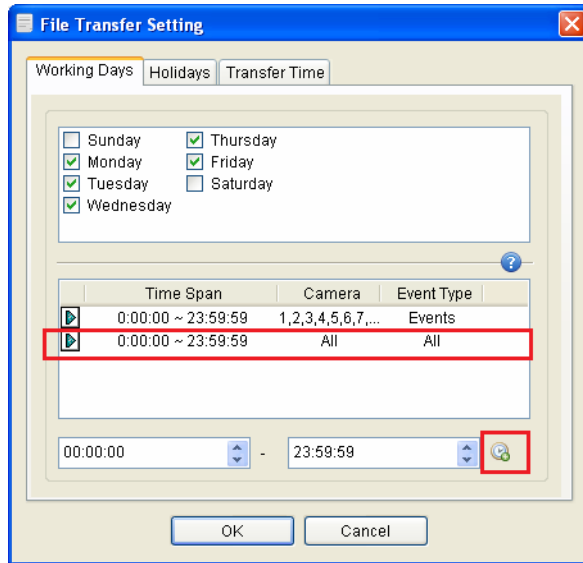 File Transfer Setting
Working Days Holidays Transfer Time
Sunday Thursday
Monday Friday
Tuesday Saturday
Wednesday
?
Time Span Camera Event Type
0:00:00 ~ 23:59:59 1,2,3,4,5,6,7,... Events
0:00:00 ~ 23:59:59 All All
00:00:00 - 23:59:59
OK Cancel